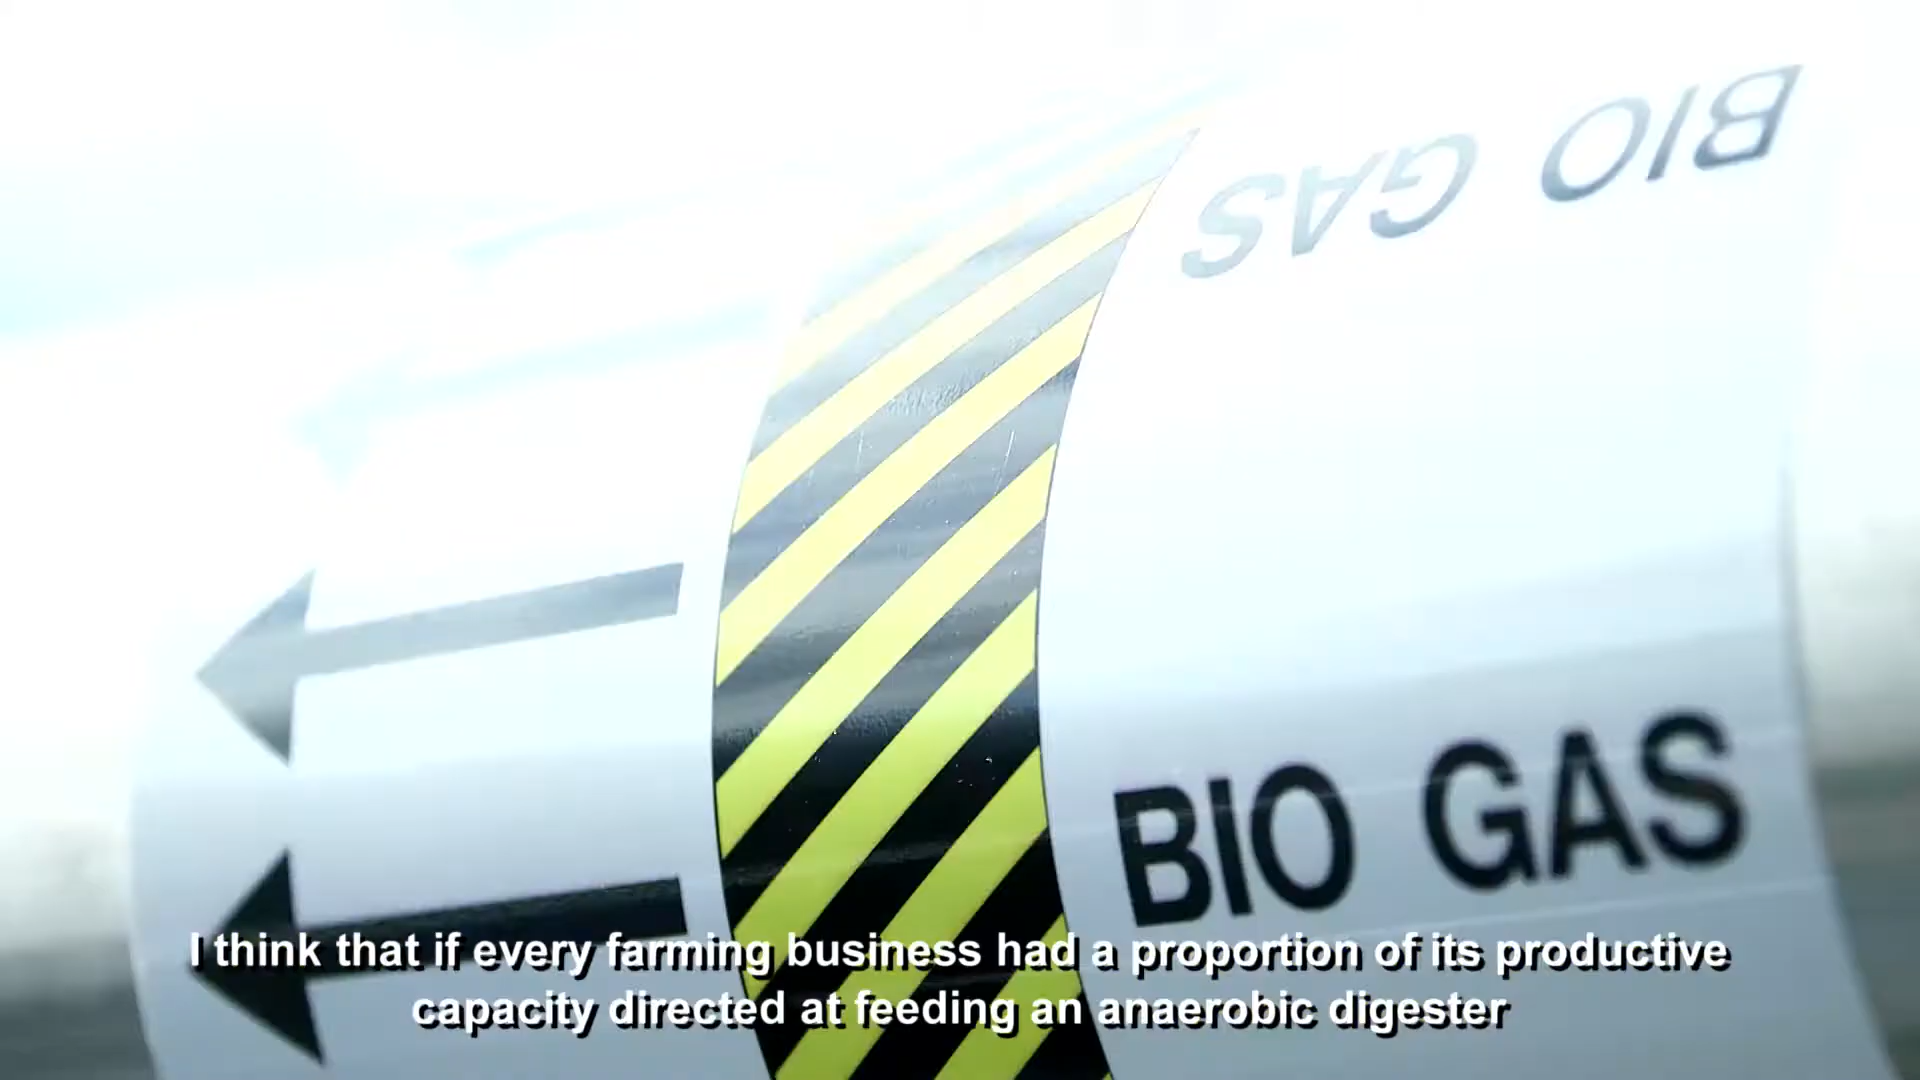 BIO GAS
BIO GAS
I think that if every farming business had a proportion of its productive
capacity directed at feeding an anaerobic digester